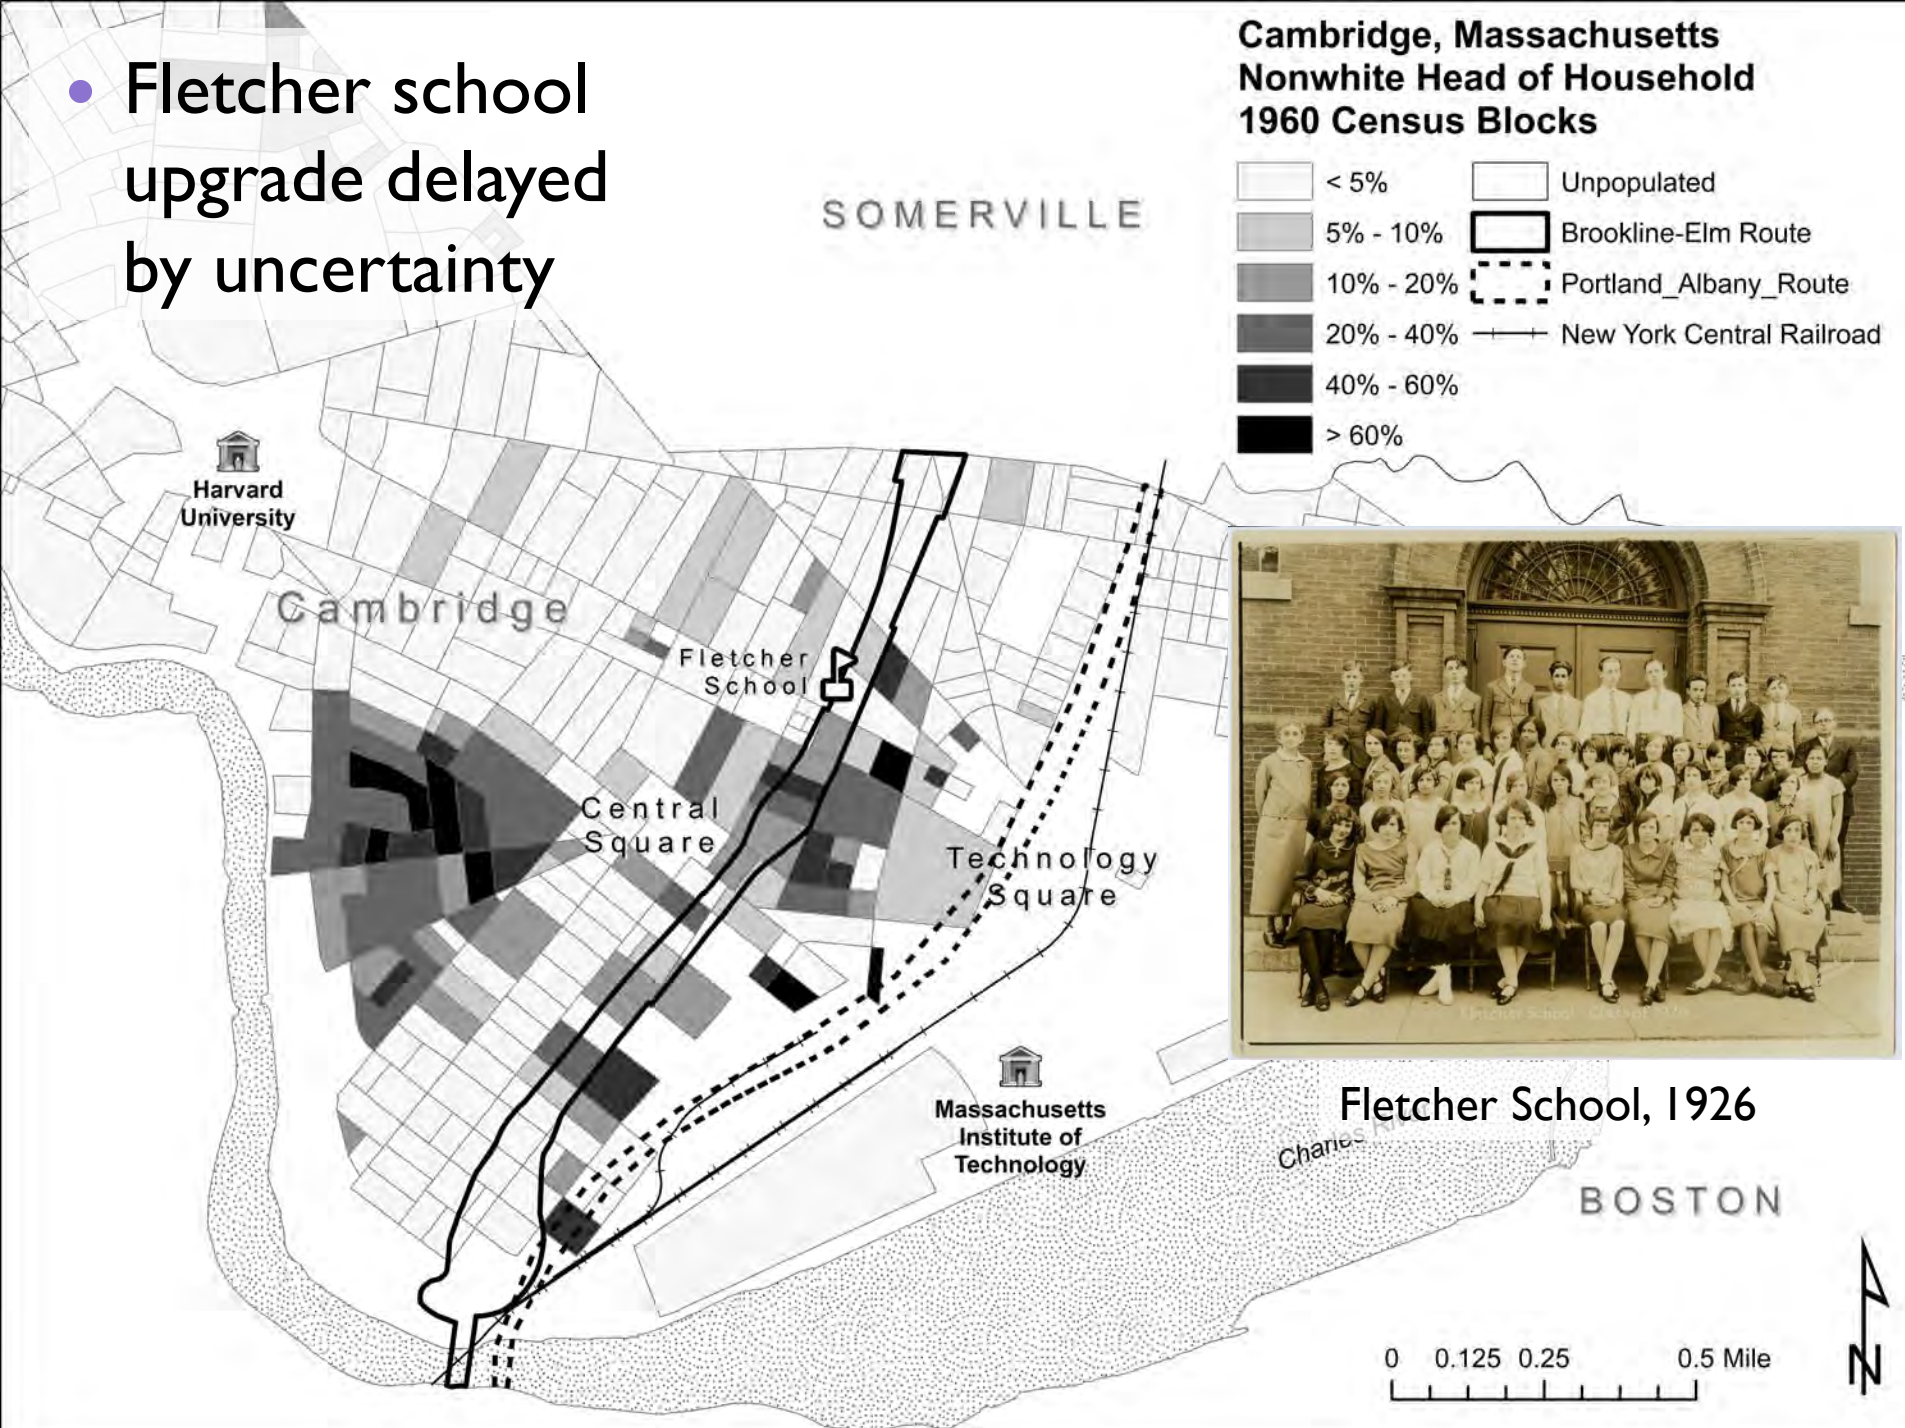 • Fletcher school
upgrade delayed
by uncertainty
Cambridge, Massachusetts
Nonwhite Head of Household
1960 Census Blocks
< 5%
Unpopulated
5% - 10%
Brookline-Elm Route
10% - 20%
Portland_Albany_Route
20% - 40%
New York Central Railroad
40% - 60%
> 60%
SOMERVILLE
Harvard
University
Cambridge
Fletcher
School
Central
Square
Technology
Square
Massachusetts
Institute of
Technology
Fletcher School
Fletcher School, 1926
Charles
BOSTON
0 0.125 0.25 0.5 Mile
N